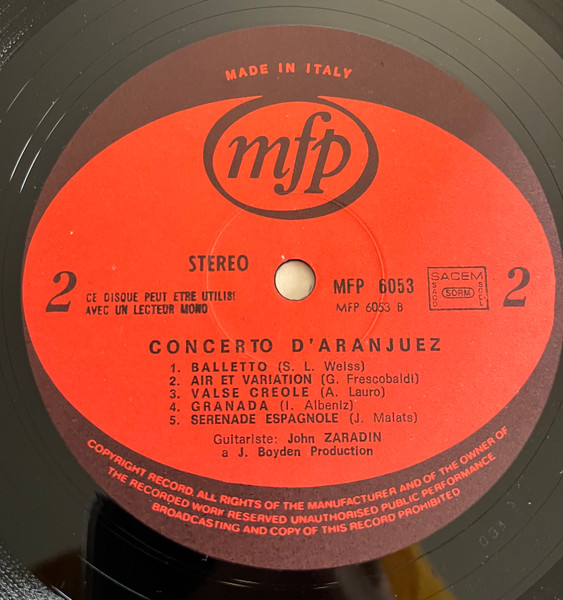 MADE IN ITALY
mfp
STEREO
MFP 6053
MFP 6053 B
SACEM
SACD SDRM SGDL
2
CE DISQUE PEUT ETRE UTILIS!
AVEC UN LECTEUR MONO
2
CONCERTO D'ARANJUEZ
1. BALLETTO (S. L. Weiss)
2. AIR ET VARIATION (G. Frescobaldi)
3. VALSE CREOLE (A. Lauro)
4. GRANADA (I. Albeniz)
5. SERENADE ESPAGNOLE (J. Malats)
Guitariste: John ZARADIN
a J. Boyden Production
COPYRIGHT RECORD. ALL RIGHTS OF THE MANUFACTURER AND OF THE OWNER OF
THE RECORDED WORK RESERVED UNAUTHORISED PUBLIC PERFORMANCE
BROADCASTING AND COPY OF THIS RECORD PROHIBITED